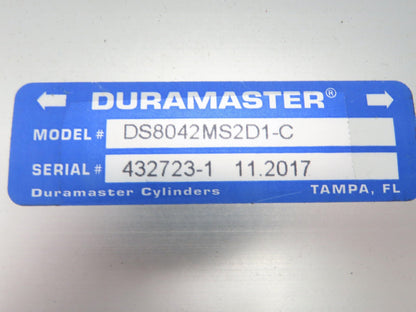 DURAMASTER®
MODEL # DS8042MS2D1-C
SERIAL # 432723-1 11.2017
Duramaster Cylinders TAMPA, FL